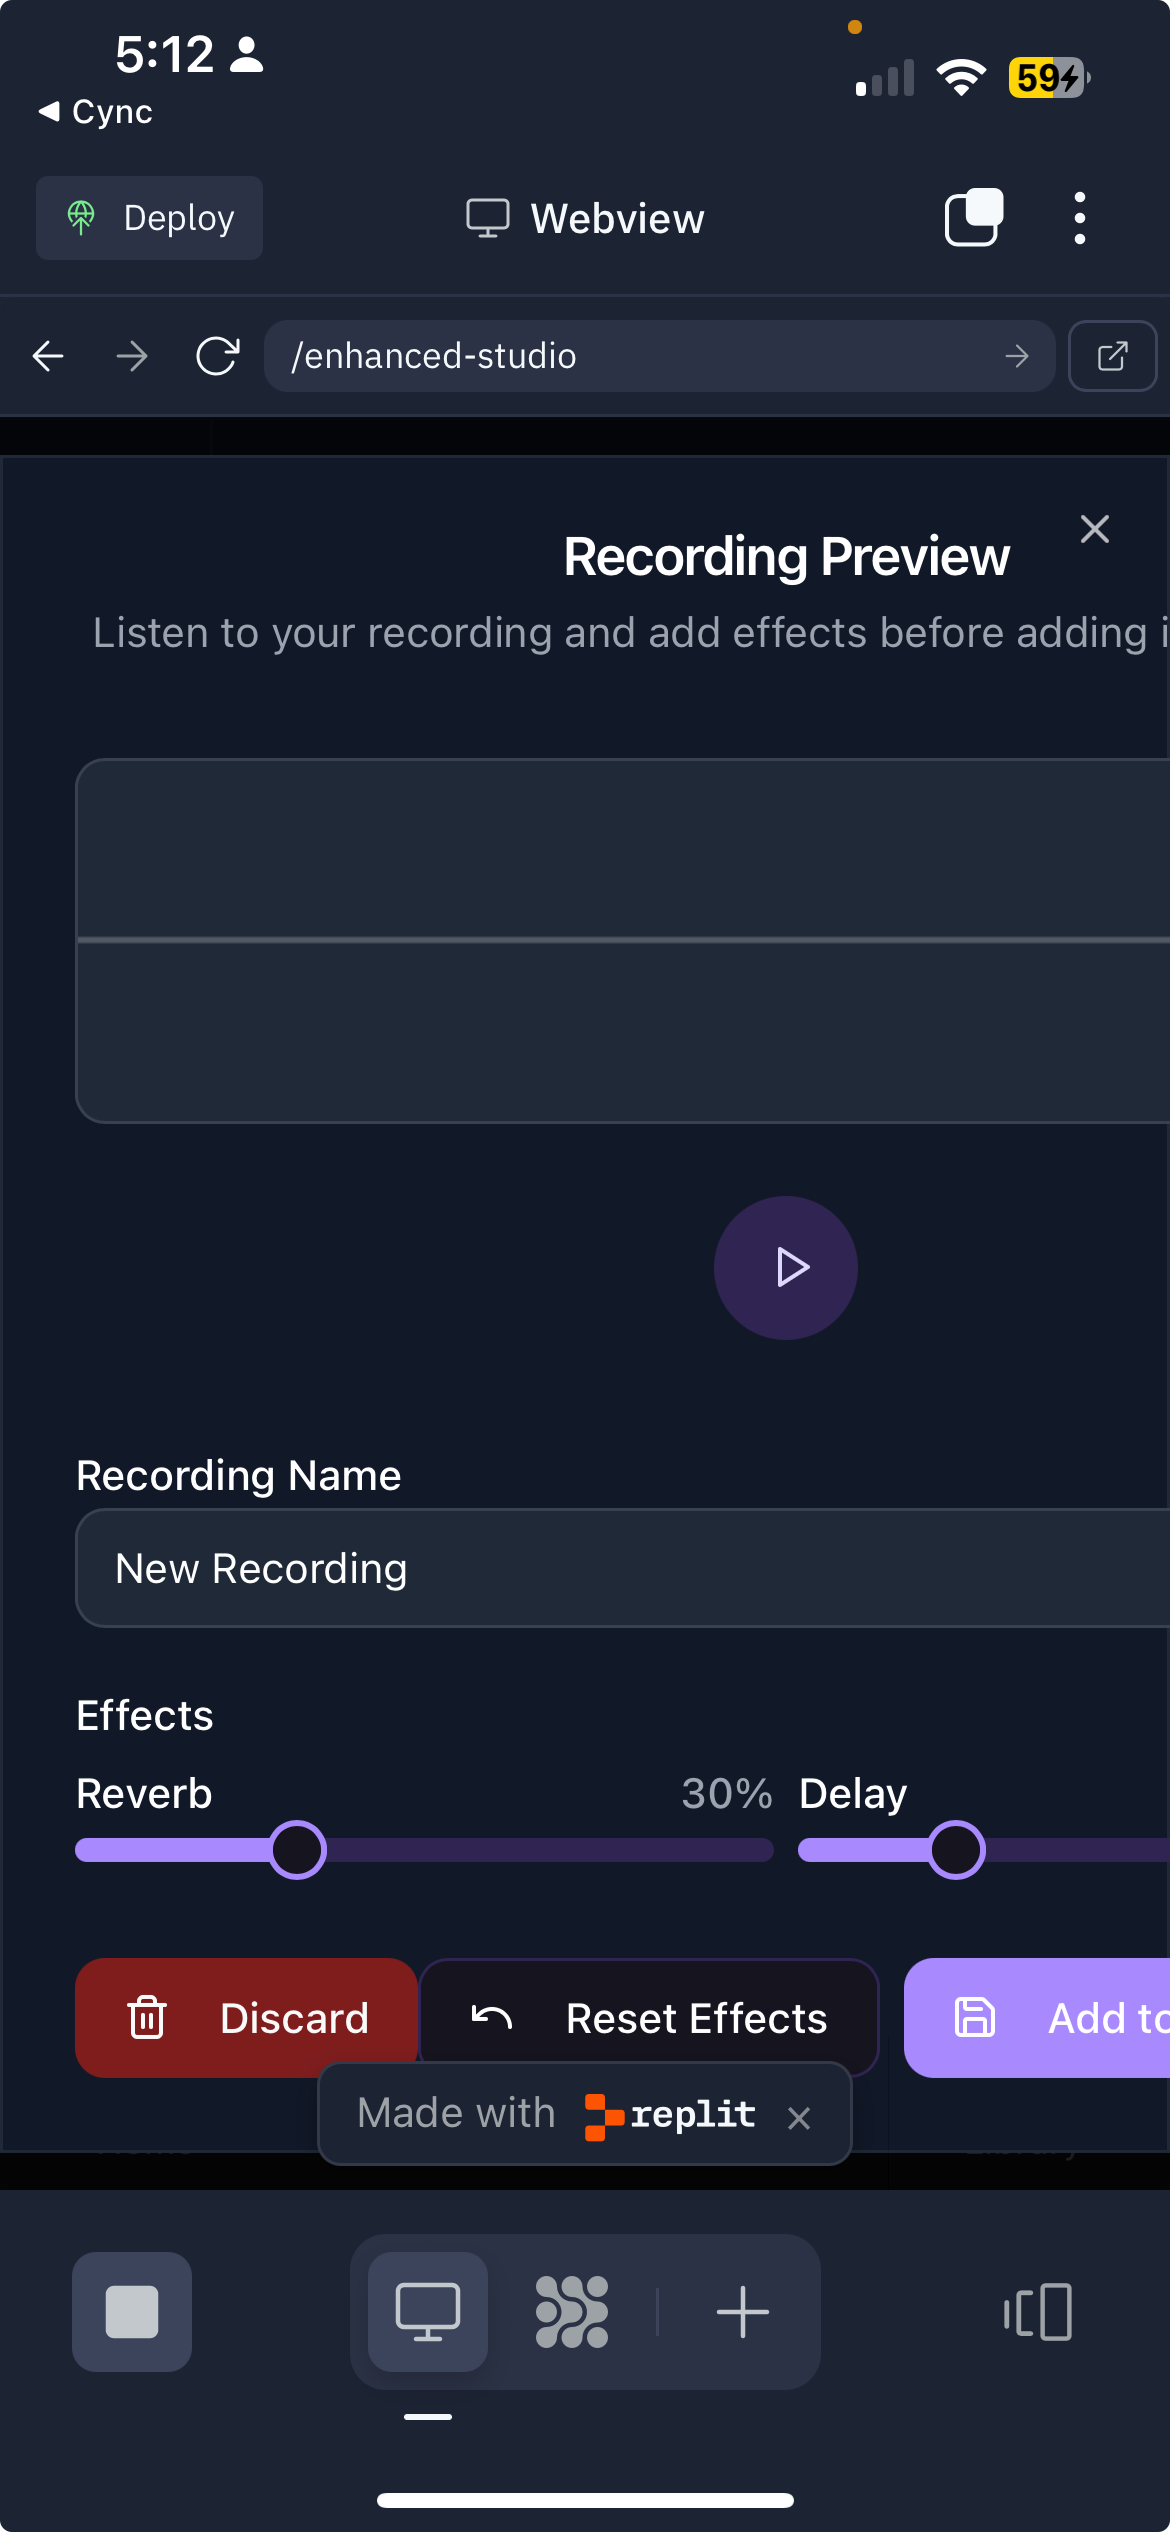 5:12
59
Cync
Deploy
Webview
/enhanced-studio
Recording Preview
Listen to your recording and add effects before adding
Recording Name
New Recording
Effects
Reverb 30% Delay
Discard Reset Effects Add to
Made with replit